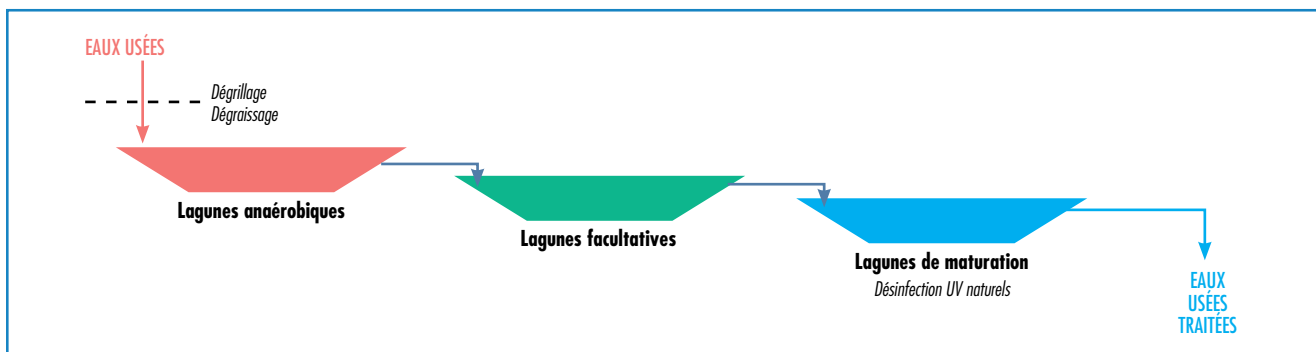 EAUX USÉES
Dégrillage
Dégraissage
Lagunes anaérobiques
Lagunes facultatives
Lagunes de maturation
Désinfection UV naturels
EAUX
USÉES
TRAITÉES